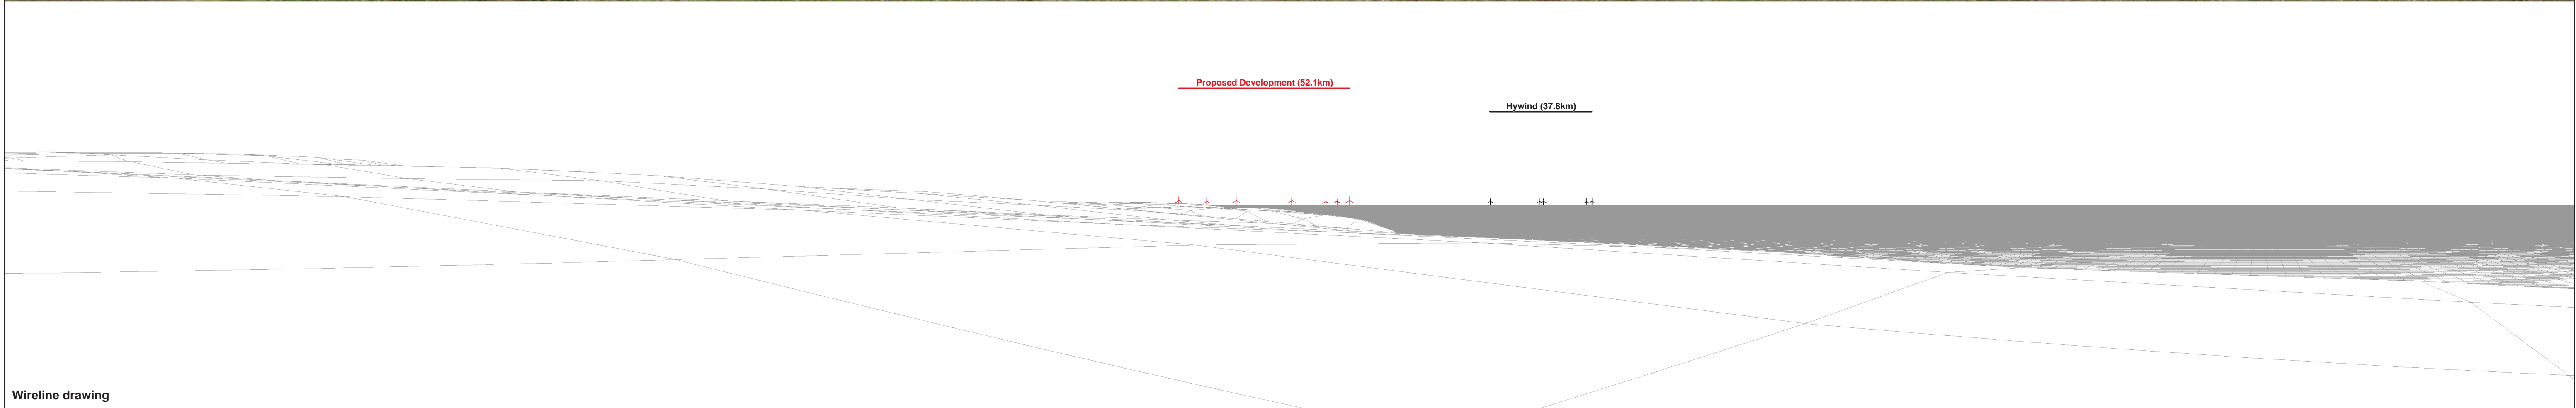 Proposed Development (52.1km)
Hywind (37.8km)
Wireline drawing